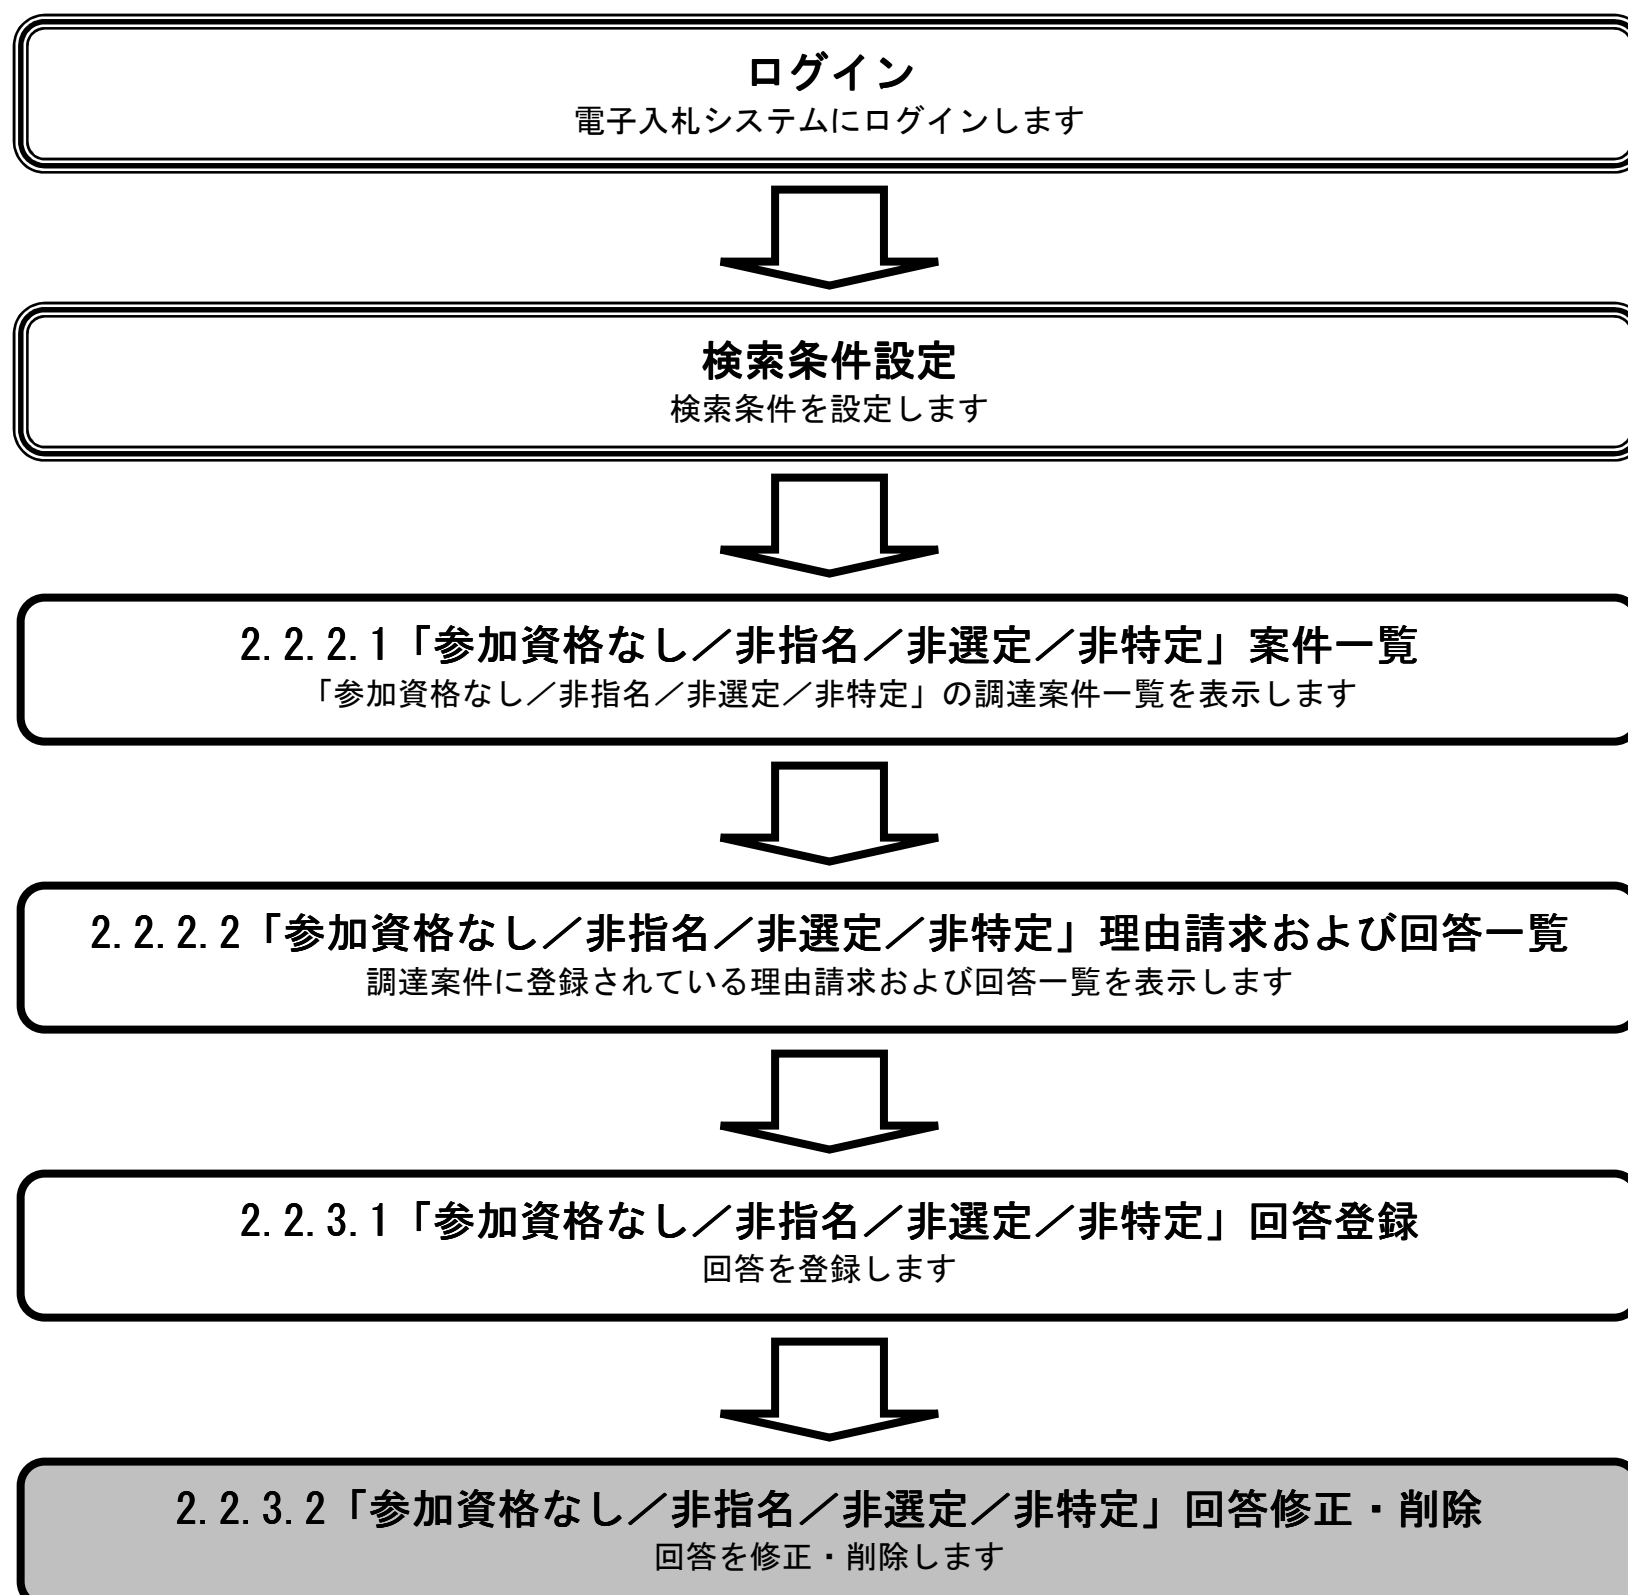 ログイン
電子入札システムにログインします
検索条件設定
検索条件を設定します
2.2.2.1「参加資格なし／非指名／非選定／非特定」案件一覧
「参加資格なし／非指名／非選定／非特定」の調達案件一覧を表示します
2.2.2.2「参加資格なし／非指名／非選定／非特定」理由請求および回答一覧
調達案件に登録されている理由請求および回答一覧を表示します
2.2.3.1「参加資格なし／非指名／非選定／非特定」回答登録
回答を登録します
2.2.3.2「参加資格なし／非指名／非選定／非特定」回答修正・削除
回答を修正・削除します